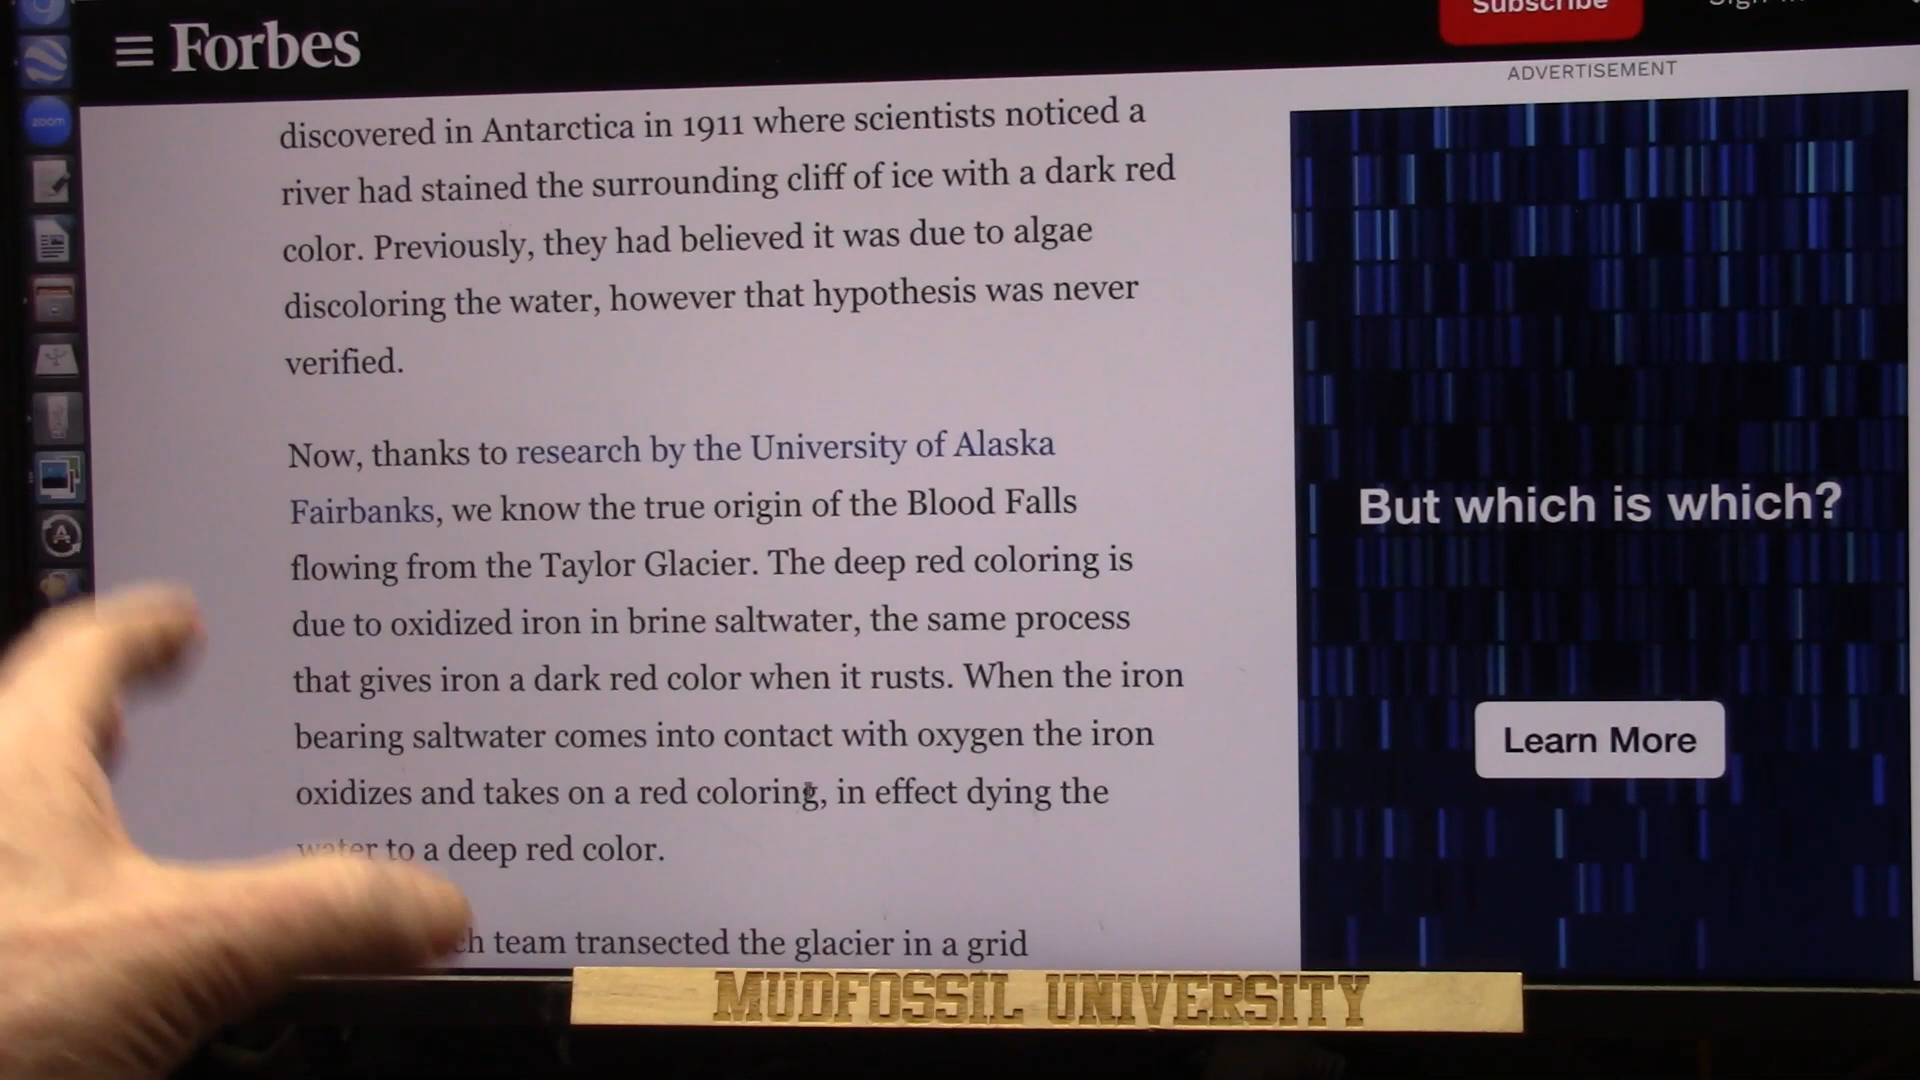 Subscribe
Forbes
ADVERTISEMENT
zoom
discovered in Antarctica in 1911 where scientists noticed a
river had stained the surrounding cliff of ice with a dark red
color. Previously, they had believed it was due to algae
discoloring the water, however that hypothesis was never
verified.
Now, thanks to research by the University of Alaska
Fairbanks, we know the true origin of the Blood Falls
flowing from the Taylor Glacier. The deep red coloring is
due to oxidized iron in brine saltwater, the same process
that gives iron a dark red color when it rusts. When the iron
bearing saltwater comes into contact with oxygen the iron
oxidizes and takes on a red coloring, in effect dying the
water to a deep red color.
team transected the glacier in a grid
But which is which?
Learn More
MUDFOSSIL UNIVERSITY